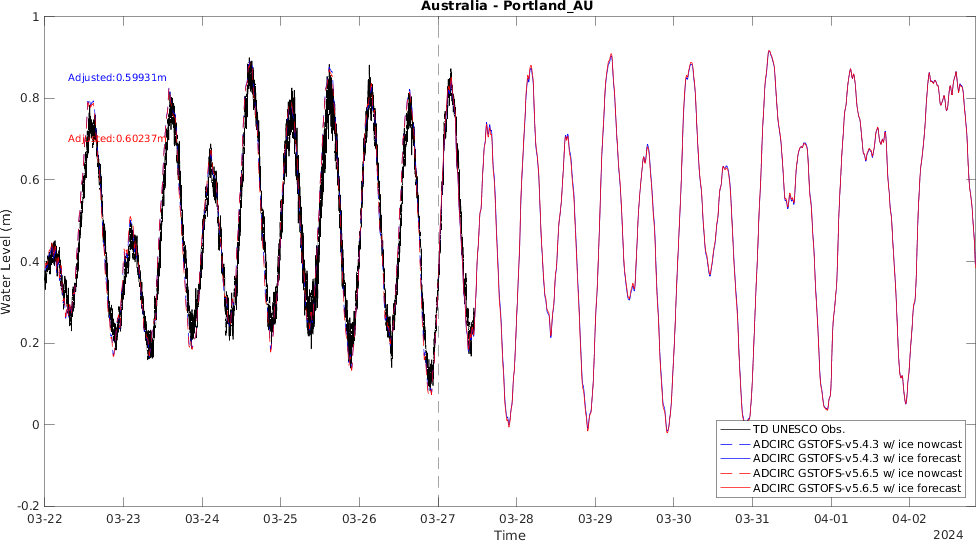 Australia - Portland_AU
1
Adjusted:0.59931m
0.8
Adjusted:0.60237m
0.6
Water Level (m)
0.4
0.2
0
TD UNESCO Obs.
ADCIRC GSTOFS-v5.4.3 w/ ice nowcast
ADCIRC GSTOFS-v5.4.3 w/ ice forecast
ADCIRC GSTOFS-v5.6.5 w/ ice nowcast
ADCIRC GSTOFS-v5.6.5 w/ ice forecast
-0.2
03-22 03-23 03-24 03-25 03-26 03-27 03-28 03-29 03-30 03-31 04-01 04-02
Time
2024